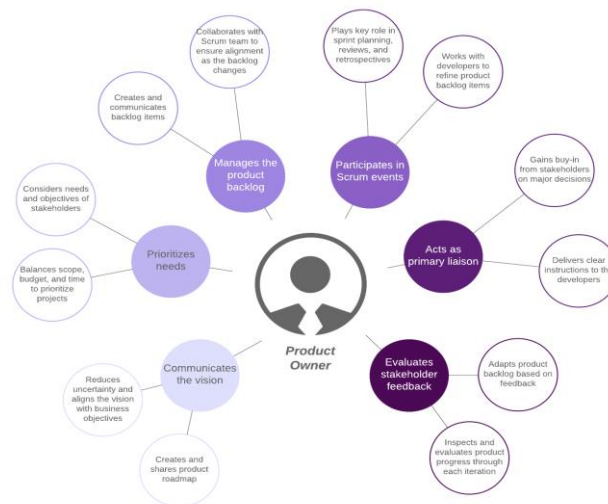 Collaborates with
Scrum team to
ensure alignment
as the backlog
changes
Creates and
communicates
backlog items
Manages the
product
backlog
Plays key role in
sprint planning,
reviews, and
retrospectives
Works with
developers to
refine product
backlog items
Participates in
Scrum events
Considers needs
and objectives of
stakeholders
Balances scope,
budget, and time
to prioritize
projects
Prioritizes
needs
Gains buy-in
from stakeholders
on major decisions
Delivers clear
instructions to the
developers
Acts as
primary liaison
Product
Owner
Communicates
the vision
Reduces
uncertainty and
aligns the vision
with business
objectives
Creates and
shares product
roadmap
Evaluates
stakeholder
feedback
Adapts product
backlog based on
feedback
Inspects and
evaluates product
progress through
each iteration